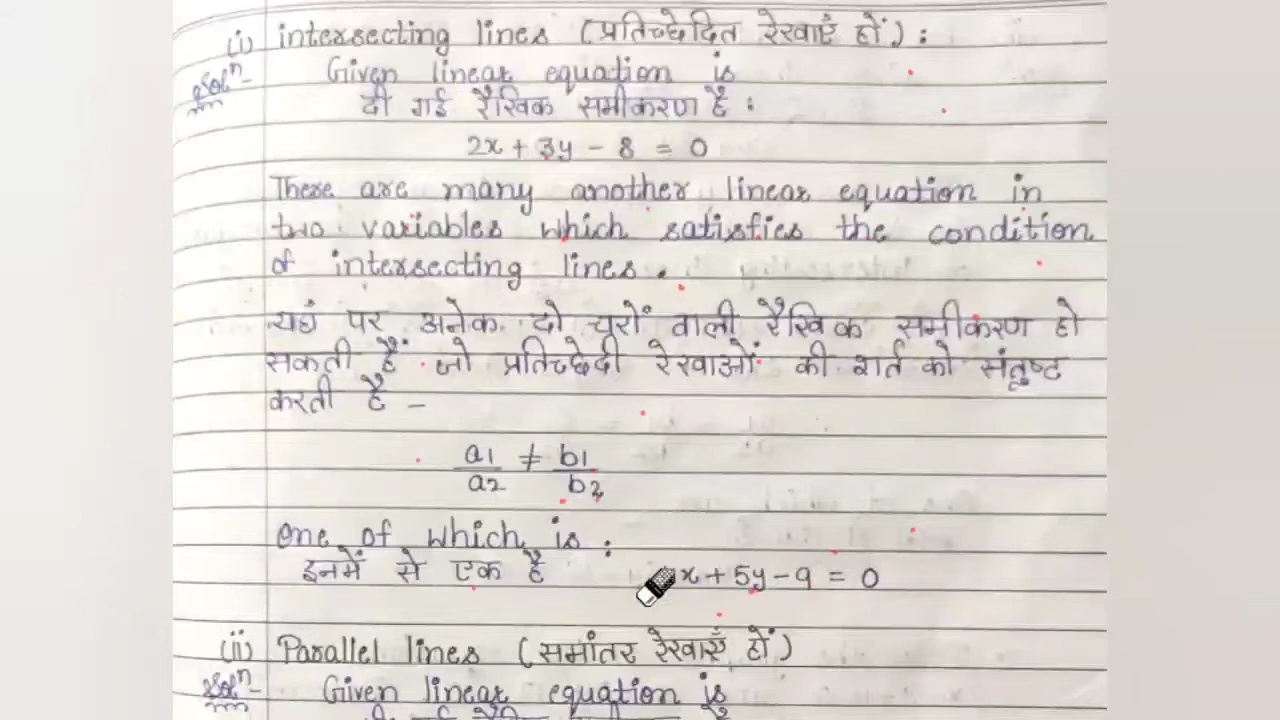 (i) intersecting lines (प्रतिच्छेदित रेखाएँ हों) :
Solⁿ- Given linear equation is
दी गई रैखिक समीकरण है :
2x + 3y - 8 = 0
There are many another linear equation in
two variables which satisfies the condition
of intersecting lines.
यहाँ पर अनेक दो चरों वाली रैखिक समीकरण हो
सकती हैं जो प्रतिच्छेदी रेखाओं की शर्त को संतुष्ट
करती है -
a1/a2 ≠ b1/b2
One of which is :
इनमें से एक है x + 5y - 9 = 0
(ii) Parallel lines (समांतर रेखाएँ हों)
Solⁿ- Given linear equation is